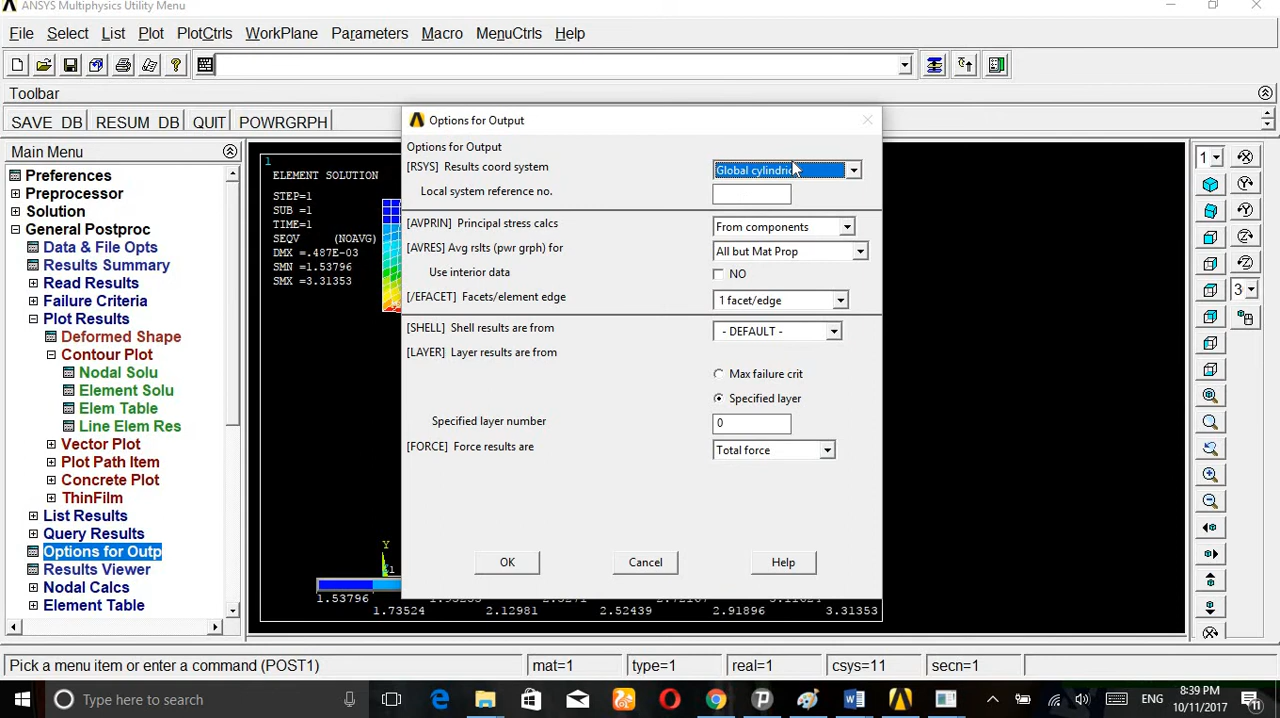 ANSYS Multiphysics Utility Menu
File Select List Plot PlotCtrls WorkPlane Parameters Macro MenuCtrls Help
Toolbar
SAVE_DB RESUM_DB QUIT POWRGRPH
Main Menu
Preferences
Preprocessor
Solution
General Postproc
Data & File Opts
Results Summary
Read Results
Failure Criteria
Plot Results
Deformed Shape
Contour Plot
Nodal Solu
Element Solu
Elem Table
Line Elem Res
Vector Plot
Plot Path Item
Concrete Plot
ThinFilm
List Results
Query Results
Options for Outp
Results Viewer
Nodal Calcs
Element Table
1
ELEMENT SOLUTION
STEP=1
SUB =1
TIME=1
SEQV (NOAVG)
DMX =.487E-03
SMN =1.53796
SMX =3.31353
Y
1.53796
1.73524 2.12981 2.52439 2.91896 3.31353
Options for Output
Options for Output
[RSYS] Results coord system Global cylindric
Local system reference no.
[AVPRIN] Principal stress calcs From components
[AVRES] Avg rslts (pwr grph) for All but Mat Prop
Use interior data NO
[/EFACET] Facets/element edge 1 facet/edge
[SHELL] Shell results are from - DEFAULT -
[LAYER] Layer results are from
Max failure crit
Specified layer
Specified layer number 0
[FORCE] Force results are Total force
OK Cancel Help
1
3
Pick a menu item or enter a command (POST1) mat=1 type=1 real=1 csys=11 secn=1
Type here to search
ENG
8:39 PM
10/11/2017
11